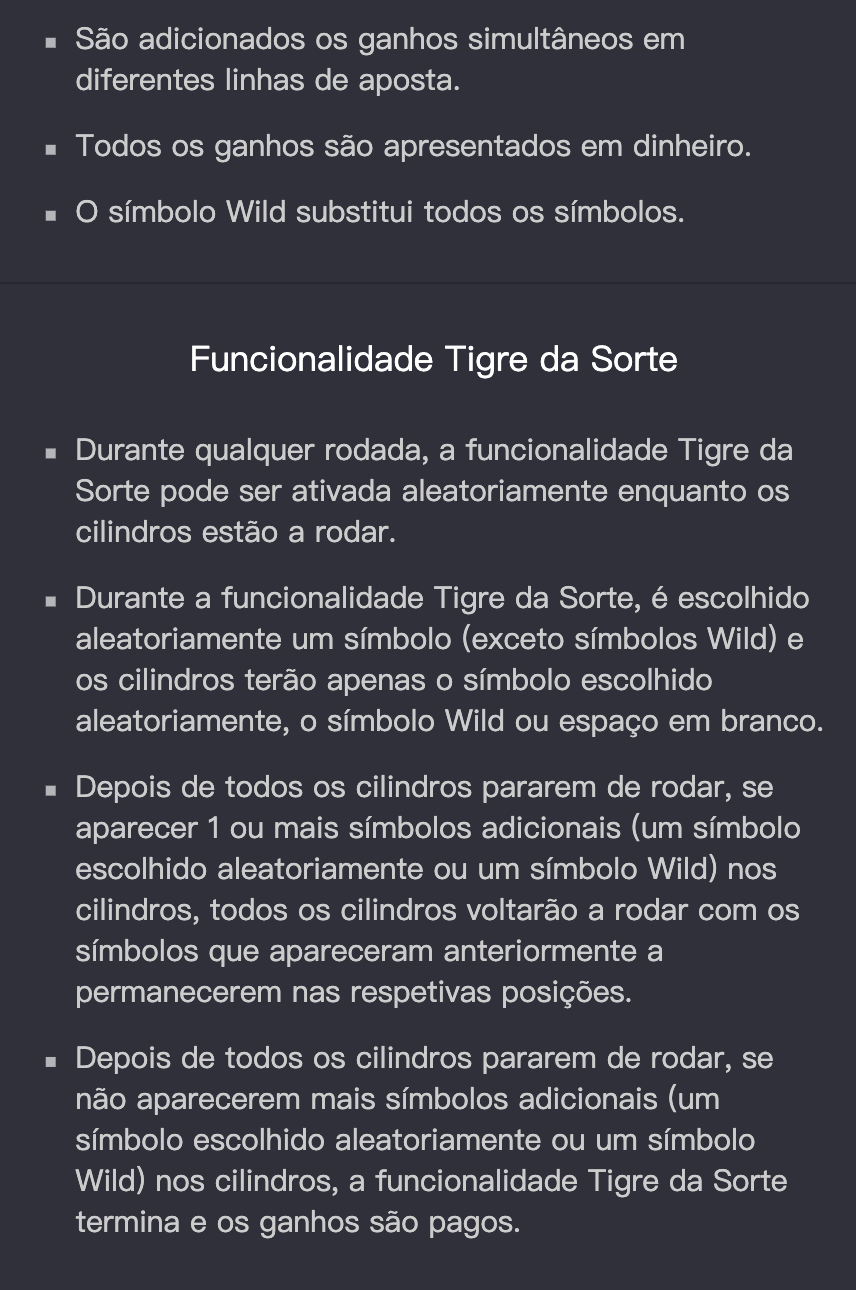 ▪ São adicionados os ganhos simultâneos em
diferentes linhas de aposta.
▪ Todos os ganhos são apresentados em dinheiro.
▪ O símbolo Wild substitui todos os símbolos.
Funcionalidade Tigre da Sorte
▪ Durante qualquer rodada, a funcionalidade Tigre da
Sorte pode ser ativada aleatoriamente enquanto os
cilindros estão a rodar.
▪ Durante a funcionalidade Tigre da Sorte, é escolhido
aleatoriamente um símbolo (exceto símbolos Wild) e
os cilindros terão apenas o símbolo escolhido
aleatoriamente, o símbolo Wild ou espaço em branco.
▪ Depois de todos os cilindros pararem de rodar, se
aparecer 1 ou mais símbolos adicionais (um símbolo
escolhido aleatoriamente ou um símbolo Wild) nos
cilindros, todos os cilindros voltarão a rodar com os
símbolos que apareceram anteriormente a
permanecerem nas respetivas posições.
▪ Depois de todos os cilindros pararem de rodar, se
não aparecerem mais símbolos adicionais (um
símbolo escolhido aleatoriamente ou um símbolo
Wild) nos cilindros, a funcionalidade Tigre da Sorte
termina e os ganhos são pagos.